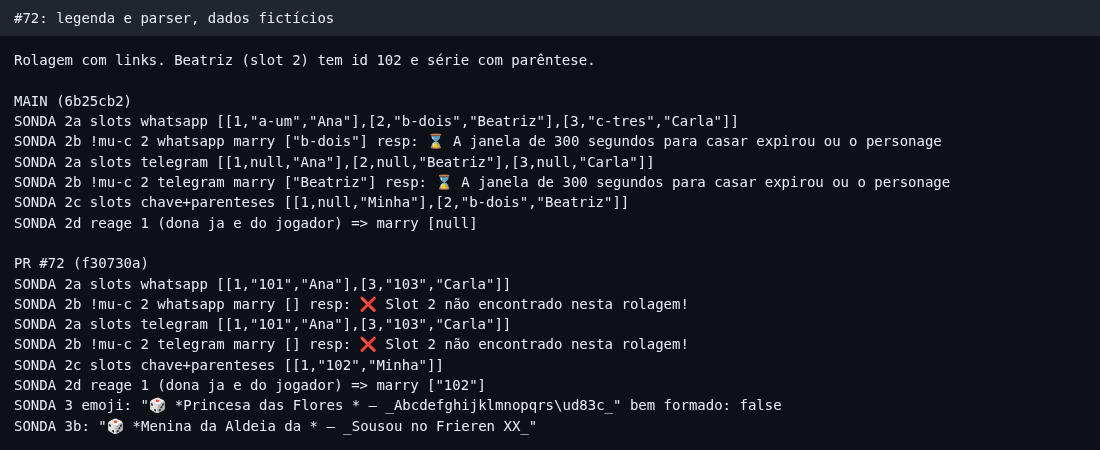 #72: legenda e parser, dados fictícios
Rolagem com links. Beatriz (slot 2) tem id 102 e série com parêntese.
MAIN (6b25cb2)
SONDA 2a slots whatsapp [[1,"a-um","Ana"],[2,"b-dois","Beatriz"],[3,"c-tres","Carla"]]
SONDA 2b !mu-c 2 whatsapp marry ["b-dois"] resp: ⌛ A janela de 300 segundos para casar expirou ou o personage
SONDA 2a slots telegram [[1,null,"Ana"],[2,null,"Beatriz"],[3,null,"Carla"]]
SONDA 2b !mu-c 2 telegram marry ["Beatriz"] resp: ⌛ A janela de 300 segundos para casar expirou ou o personage
SONDA 2c slots chave+parenteses [[1,null,"Minha"],[2,"b-dois","Beatriz"]]
SONDA 2d reage 1 (dona ja e do jogador) => marry [null]
PR #72 (f30730a)
SONDA 2a slots whatsapp [[1,"101","Ana"],[3,"103","Carla"]]
SONDA 2b !mu-c 2 whatsapp marry [] resp: ❌ Slot 2 não encontrado nesta rolagem!
SONDA 2a slots telegram [[1,"101","Ana"],[3,"103","Carla"]]
SONDA 2b !mu-c 2 telegram marry [] resp: ❌ Slot 2 não encontrado nesta rolagem!
SONDA 2c slots chave+parenteses [[1,"102","Minha"]]
SONDA 2d reage 1 (dona ja e do jogador) => marry ["102"]
SONDA 3 emoji: "🎲 *Princesa das Flores * — _Abcdefghijklmnopqrs\ud83c_" bem formado: false
SONDA 3b: "🎲 *Menina da Aldeia da * — _Sousou no Frieren XX_"